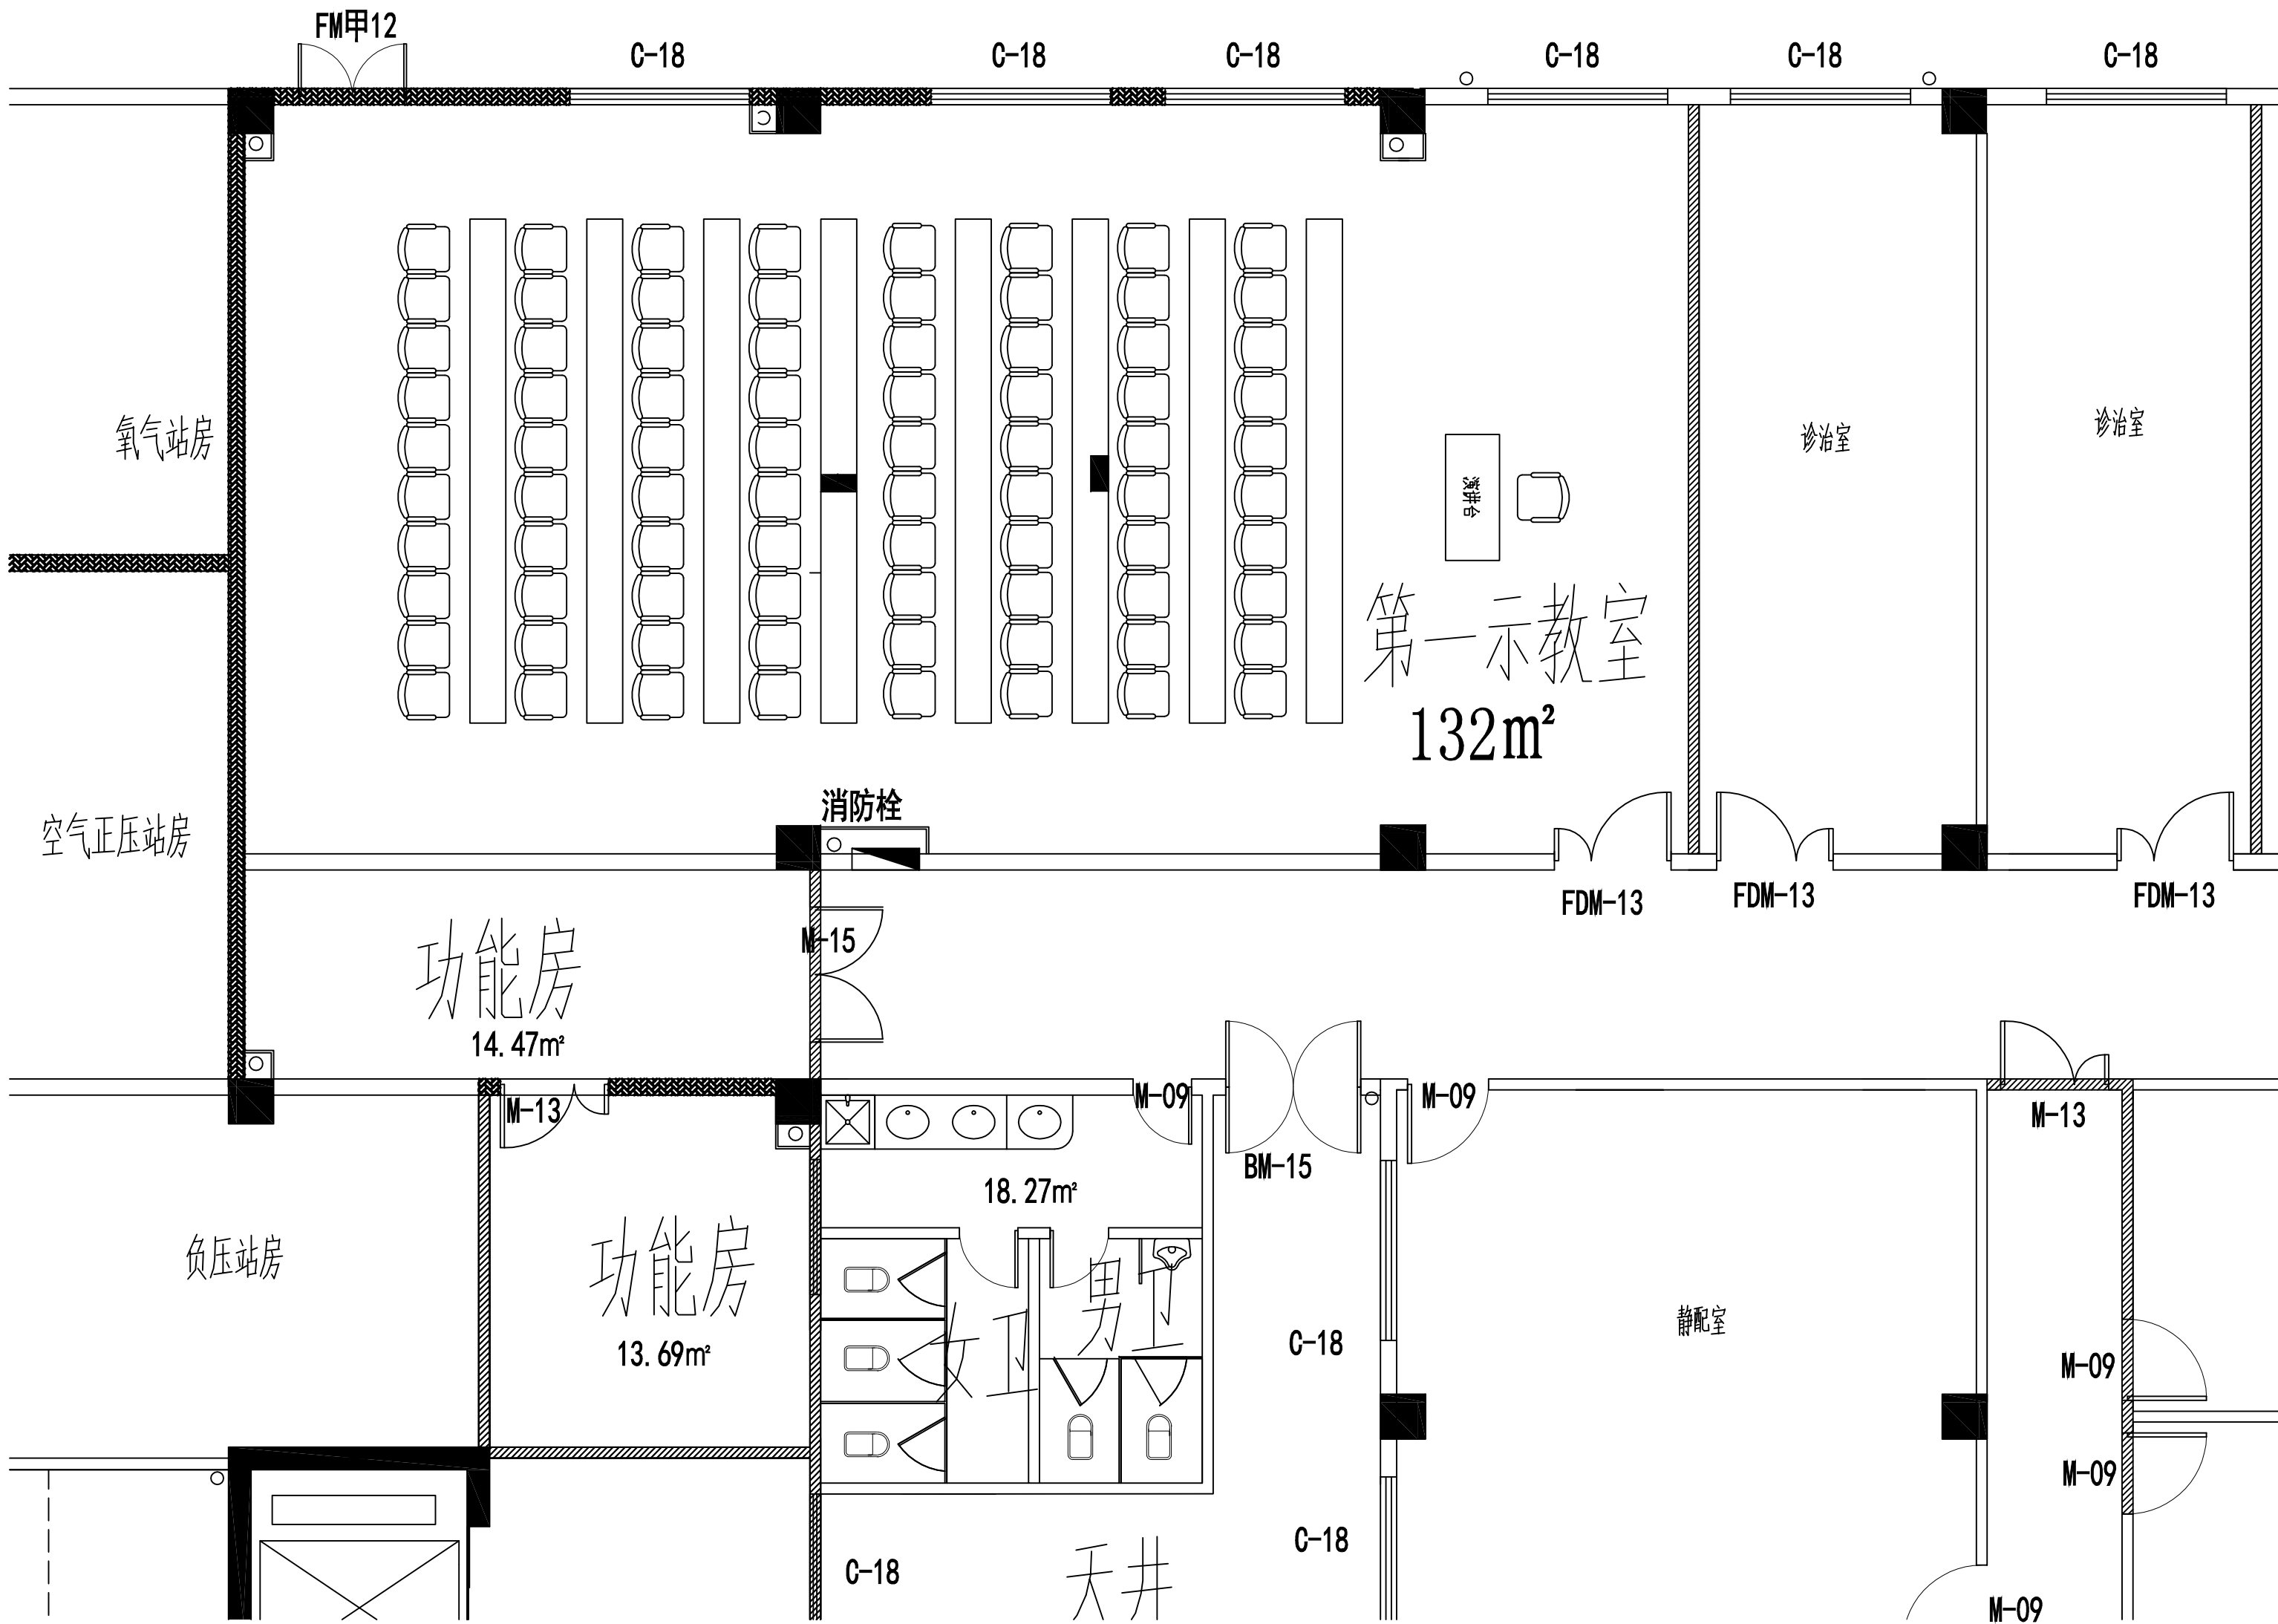 FM甲12
C-18
C-18
C-18
C-18
C-18
C-18
氧气站房
诊治室
诊治室
演讲台
第一示教室
132m²
消防栓
空气正压站房
FDM-13
FDM-13
FDM-13
功能房
14.47m²
M-15
M-13
M-09
M-09
M-13
BM-15
18.27m²
负压站房
功能房
13.69m²
女卫
男卫
C-18
静配室
M-09
M-09
C-18
C-18
天井
M-09